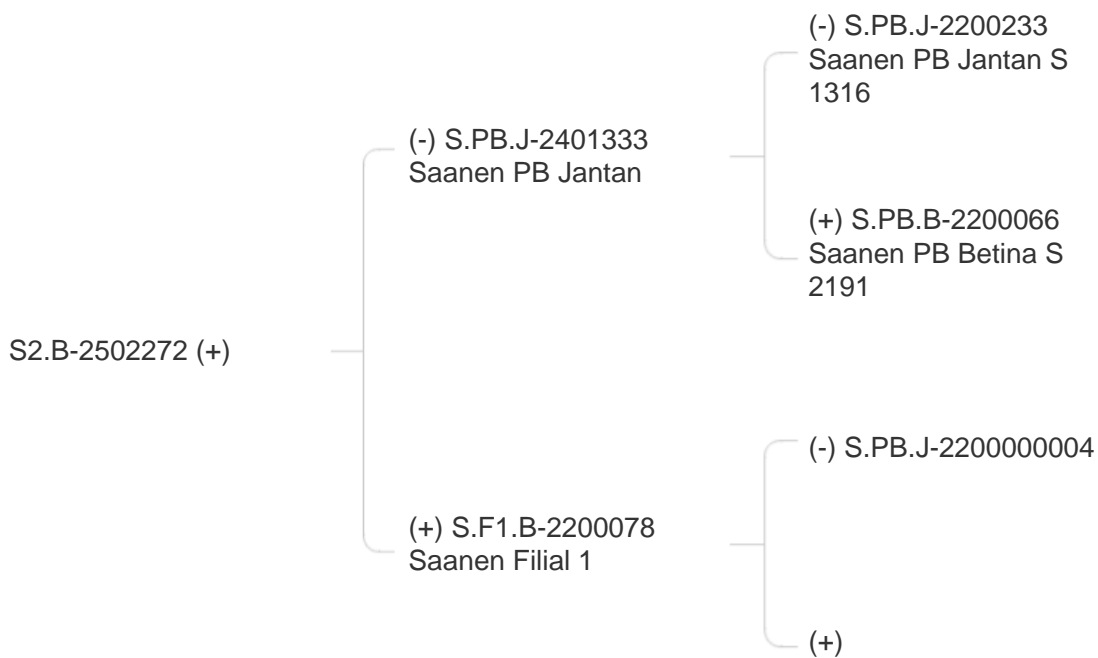 (-) S.PB.J-2200233
Saanen PB Jantan S
1316
(-) S.PB.J-2401333
Saanen PB Jantan
(+) S.PB.B-2200066
Saanen PB Betina S
2191
S2.B-2502272 (+)
(-) S.PB.J-2200000004
(+) S.F1.B-2200078
Saanen Filial 1
(+)